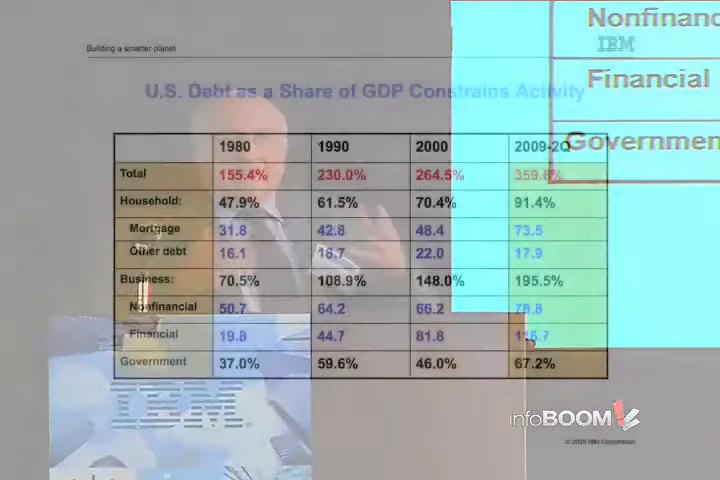 Building a smarter planet
Nonfinanc
IBM
Financial
U.S. Debt as a Share of GDP Constrains Activity
Governmen
1980 1990 2000 2009-2Q
Total 155.4% 230.0% 264.5% 359.6%
Household: 47.9% 61.5% 70.4% 91.4%
Mortgage 31.8 42.8 48.4 73.5
Other debt 16.1 18.7 22.0 17.9
Business: 70.5% 108.9% 148.0% 195.5%
Nonfinancial 50.7 64.2 66.2 78.8
Financial 19.8 44.7 81.8 116.7
Government 37.0% 59.6% 46.0% 67.2%
IBM
infoBOOM!
© 2009 IBM Corporation